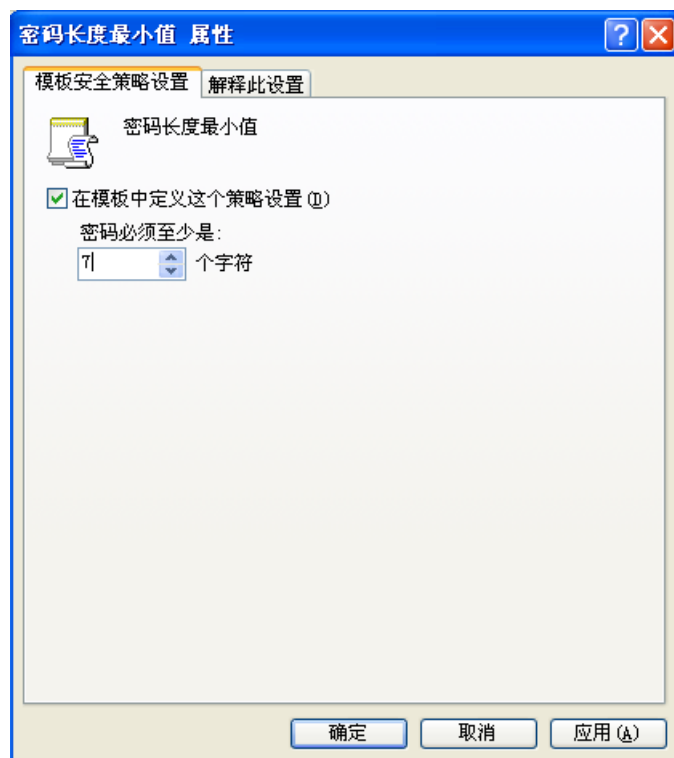 密码长度最小值 属性
模板安全策略设置 解释此设置
密码长度最小值
在模板中定义这个策略设置(D)
密码必须至少是:
7 个字符
确定 取消 应用(A)